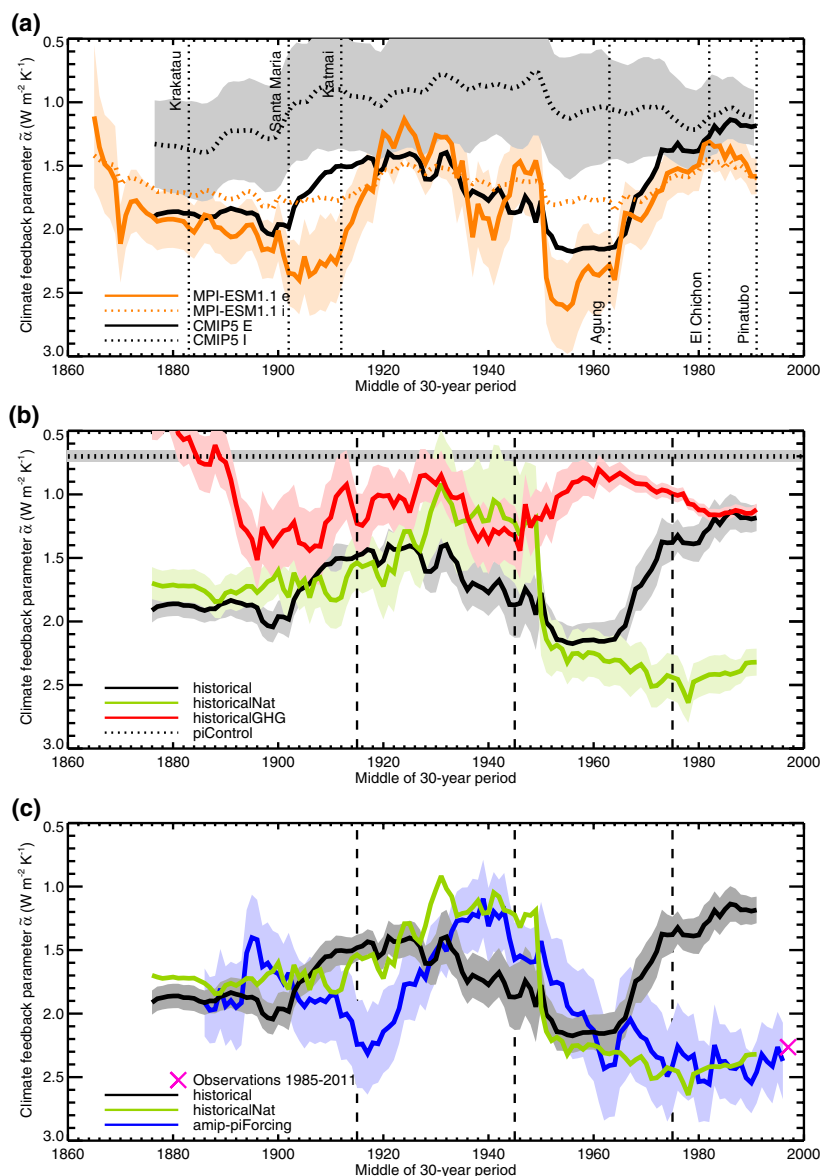 (a)
Climate feedback parameter α̃ (W m⁻² K⁻¹)
0.5
1.0
1.5
2.0
2.5
3.0
Krakatau
Santa Maria
Katmai
Agung
El Chichon
Pinatubo
MPI-ESM1.1 e
MPI-ESM1.1 i
CMIP5 E
CMIP5 I
1860 1880 1900 1920 1940 1960 1980 2000
Middle of 30-year period
(b)
Climate feedback parameter α̃ (W m⁻² K⁻¹)
0.5
1.0
1.5
2.0
2.5
3.0
historical
historicalNat
historicalGHG
piControl
1860 1880 1900 1920 1940 1960 1980 2000
Middle of 30-year period
(c)
Climate feedback parameter α̃ (W m⁻² K⁻¹)
0.5
1.0
1.5
2.0
2.5
3.0
Observations 1985-2011
historical
historicalNat
amip-piForcing
1860 1880 1900 1920 1940 1960 1980 2000
Middle of 30-year period